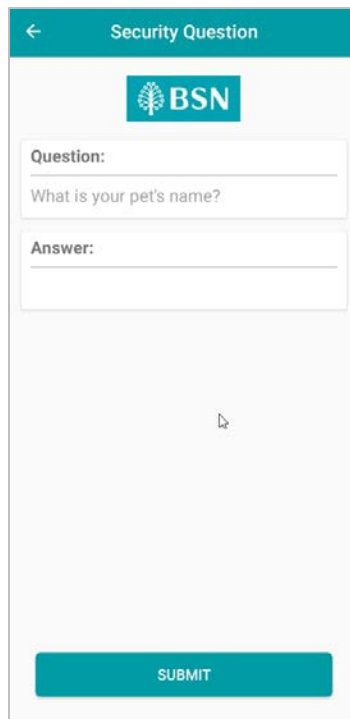 Security Question
BSN
Question:
What is your pet's name?
Answer:
SUBMIT